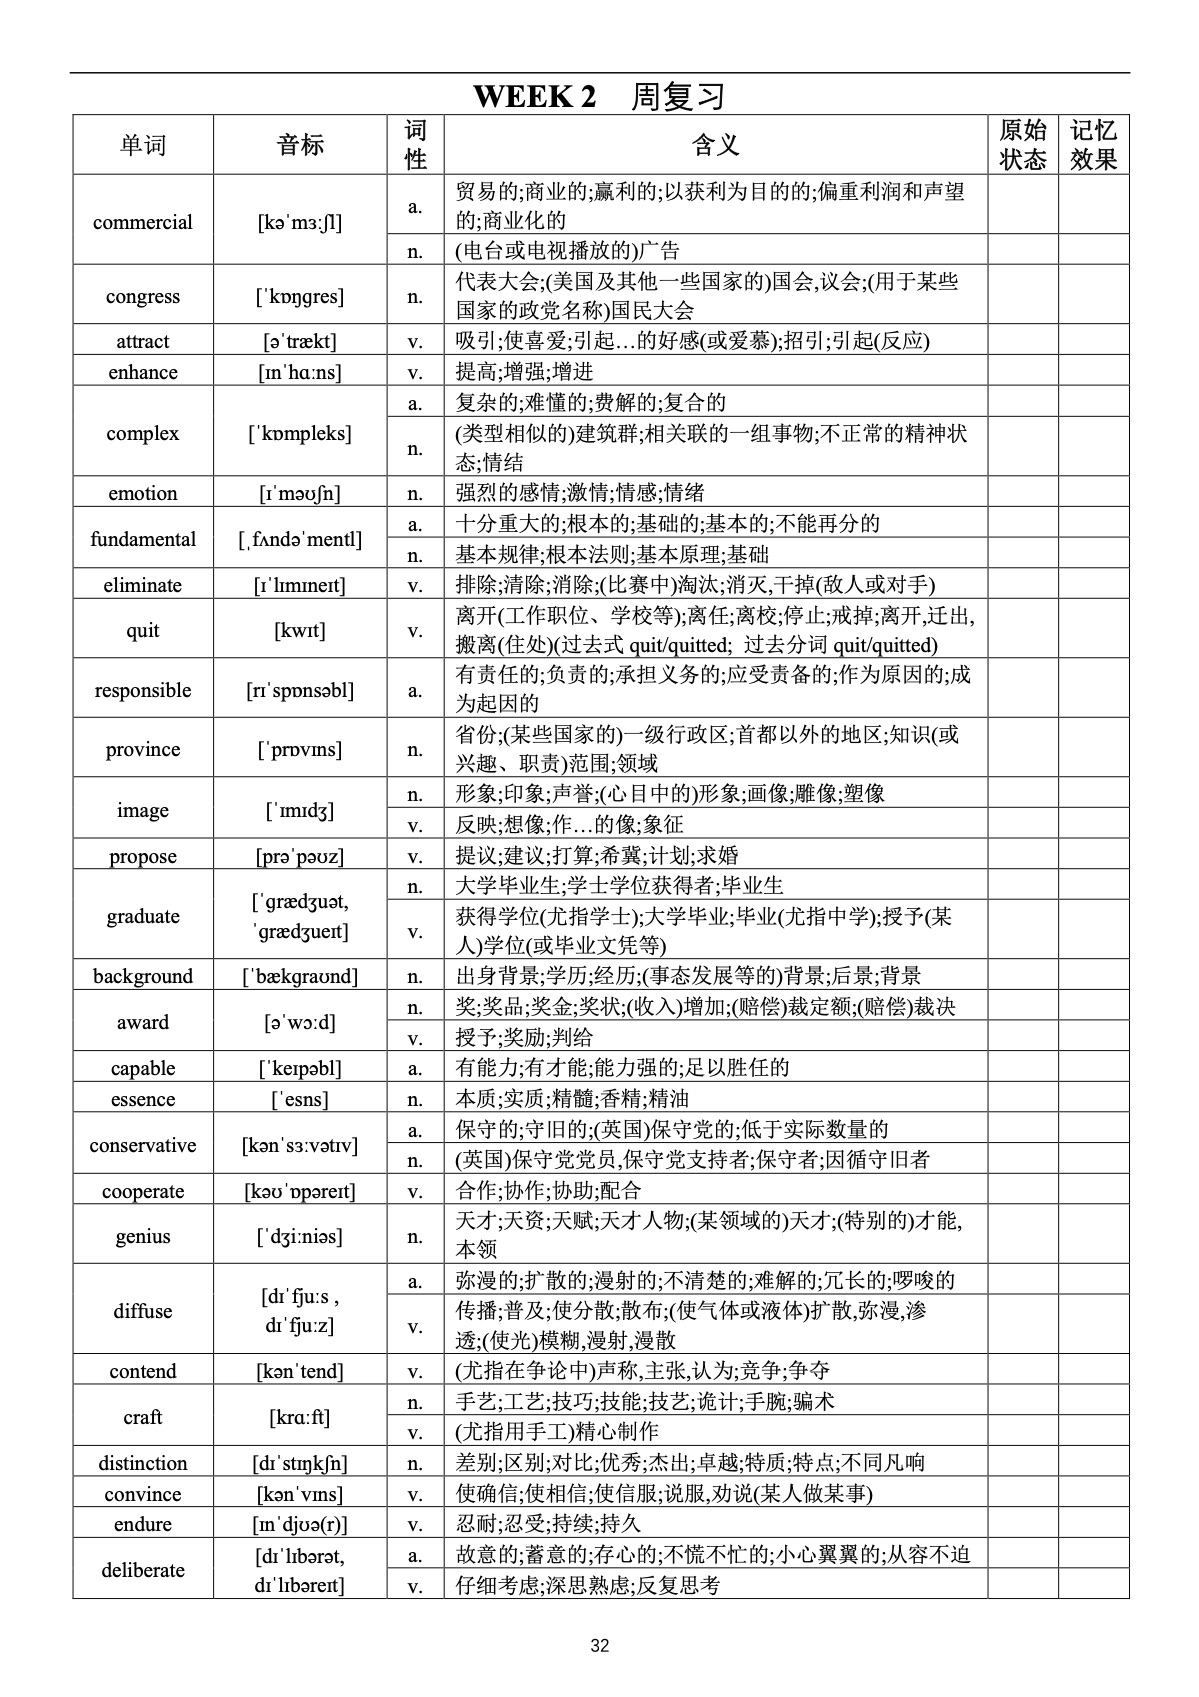 WEEK 2 周复习
单词 音标 词性 含义 原始状态 记忆效果
commercial [kəˈmɜːʃl] a. 贸易的;商业的;赢利的;以获利为目的的;偏重利润和声望
的;商业化的
n. (电台或电视播放的)广告
congress [ˈkɒŋɡres] n. 代表大会;(美国及其他一些国家的)国会,议会;(用于某些
国家的政党名称)国民大会
attract [əˈtrækt] v. 吸引;使喜爱;引起…的好感(或爱慕);招引;引起(反应)
enhance [ɪnˈhɑːns] v. 提高;增强;增进
complex [ˈkɒmpleks] a. 复杂的;难懂的;费解的;复合的
n. (类型相似的)建筑群;相关联的一组事物;不正常的精神状
态;情结
emotion [ɪˈməʊʃn] n. 强烈的感情;激情;情感;情绪
fundamental [ˌfʌndəˈmentl] a. 十分重大的;根本的;基础的;基本的;不能再分的
n. 基本规律;根本法则;基本原理;基础
eliminate [ɪˈlɪmɪneɪt] v. 排除;清除;消除;(比赛中)淘汰;消灭,干掉(敌人或对手)
quit [kwɪt] v. 离开(工作职位、学校等);离任;离校;停止;戒掉;离开,迁出,
搬离(住处)(过去式 quit/quitted; 过去分词 quit/quitted)
responsible [rɪˈspɒnsəbl] a. 有责任的;负责的;承担义务的;应受责备的;作为原因的;成
为起因的
province [ˈprɒvɪns] n. 省份;(某些国家的)一级行政区;首都以外的地区;知识(或
兴趣、职责)范围;领域
image [ˈɪmɪdʒ] n. 形象;印象;声誉;(心目中的)形象;画像;雕像;塑像
v. 反映;想像;作…的像;象征
propose [prəˈpəʊz] v. 提议;建议;打算;希冀;计划;求婚
graduate [ˈɡrædʒuət, ˈɡrædʒueɪt] n. 大学毕业生;学士学位获得者;毕业生
v. 获得学位(尤指学士);大学毕业;毕业(尤指中学);授予(某
人)学位(或毕业文凭等)
background [ˈbækɡraʊnd] n. 出身背景;学历;经历;(事态发展等的)背景;后景;背景
award [əˈwɔːd] n. 奖;奖品;奖金;奖状;(收入)增加;(赔偿)裁定额;(赔偿)裁决
v. 授予;奖励;判给
capable [ˈkeɪpəbl] a. 有能力;有才能;能力强的;足以胜任的
essence [ˈesns] n. 本质;实质;精髓;香精;精油
conservative [kənˈsɜːvətɪv] a. 保守的;守旧的;(英国)保守党的;低于实际数量的
n. (英国)保守党党员,保守党支持者;保守者;因循守旧者
cooperate [kəʊˈɒpəreɪt] v. 合作;协作;协助;配合
genius [ˈdʒiːniəs] n. 天才;天资;天赋;天才人物;(某领域的)天才;(特别的)才能,
本领
diffuse [dɪˈfjuːs , dɪˈfjuːz] a. 弥漫的;扩散的;漫射的;不清楚的;难解的;冗长的;啰唆的
v. 传播;普及;使分散;散布;(使气体或液体)扩散,弥漫,渗
透;(使光)模糊,漫射,漫散
contend [kənˈtend] v. (尤指在争论中)声称,主张,认为;竞争;争夺
craft [krɑːft] n. 手艺;工艺;技巧;技能;技艺;诡计;手腕;骗术
v. (尤指用手工)精心制作
distinction [dɪˈstɪŋkʃn] n. 差别;区别;对比;优秀;杰出;卓越;特质;特点;不同凡响
convince [kənˈvɪns] v. 使确信;使相信;使信服;说服,劝说(某人做某事)
endure [ɪnˈdjʊə(r)] v. 忍耐;忍受;持续;持久
deliberate [dɪˈlɪbərət, dɪˈlɪbəreɪt] a. 故意的;蓄意的;存心的;不慌不忙的;小心翼翼的;从容不迫
v. 仔细考虑;深思熟虑;反复思考
32